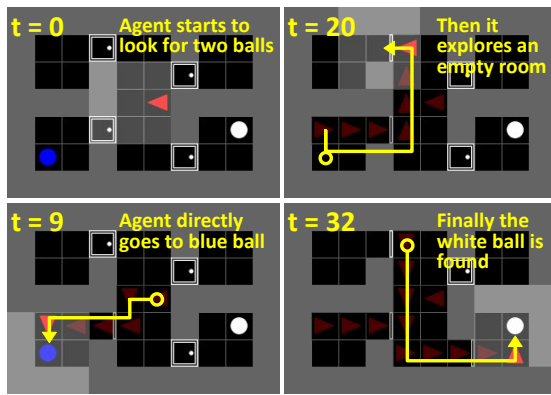 t = 0
Agent starts to
look for two balls
t = 20
Then it
explores an
empty room
t = 9
Agent directly
goes to blue ball
t = 32
Finally the
white ball is
found